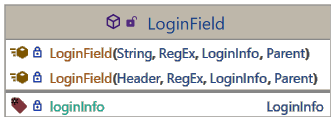 LoginField
LoginField(String, RegEx, LoginInfo, Parent)
LoginField(Header, RegEx, LoginInfo, Parent)
loginInfo LoginInfo